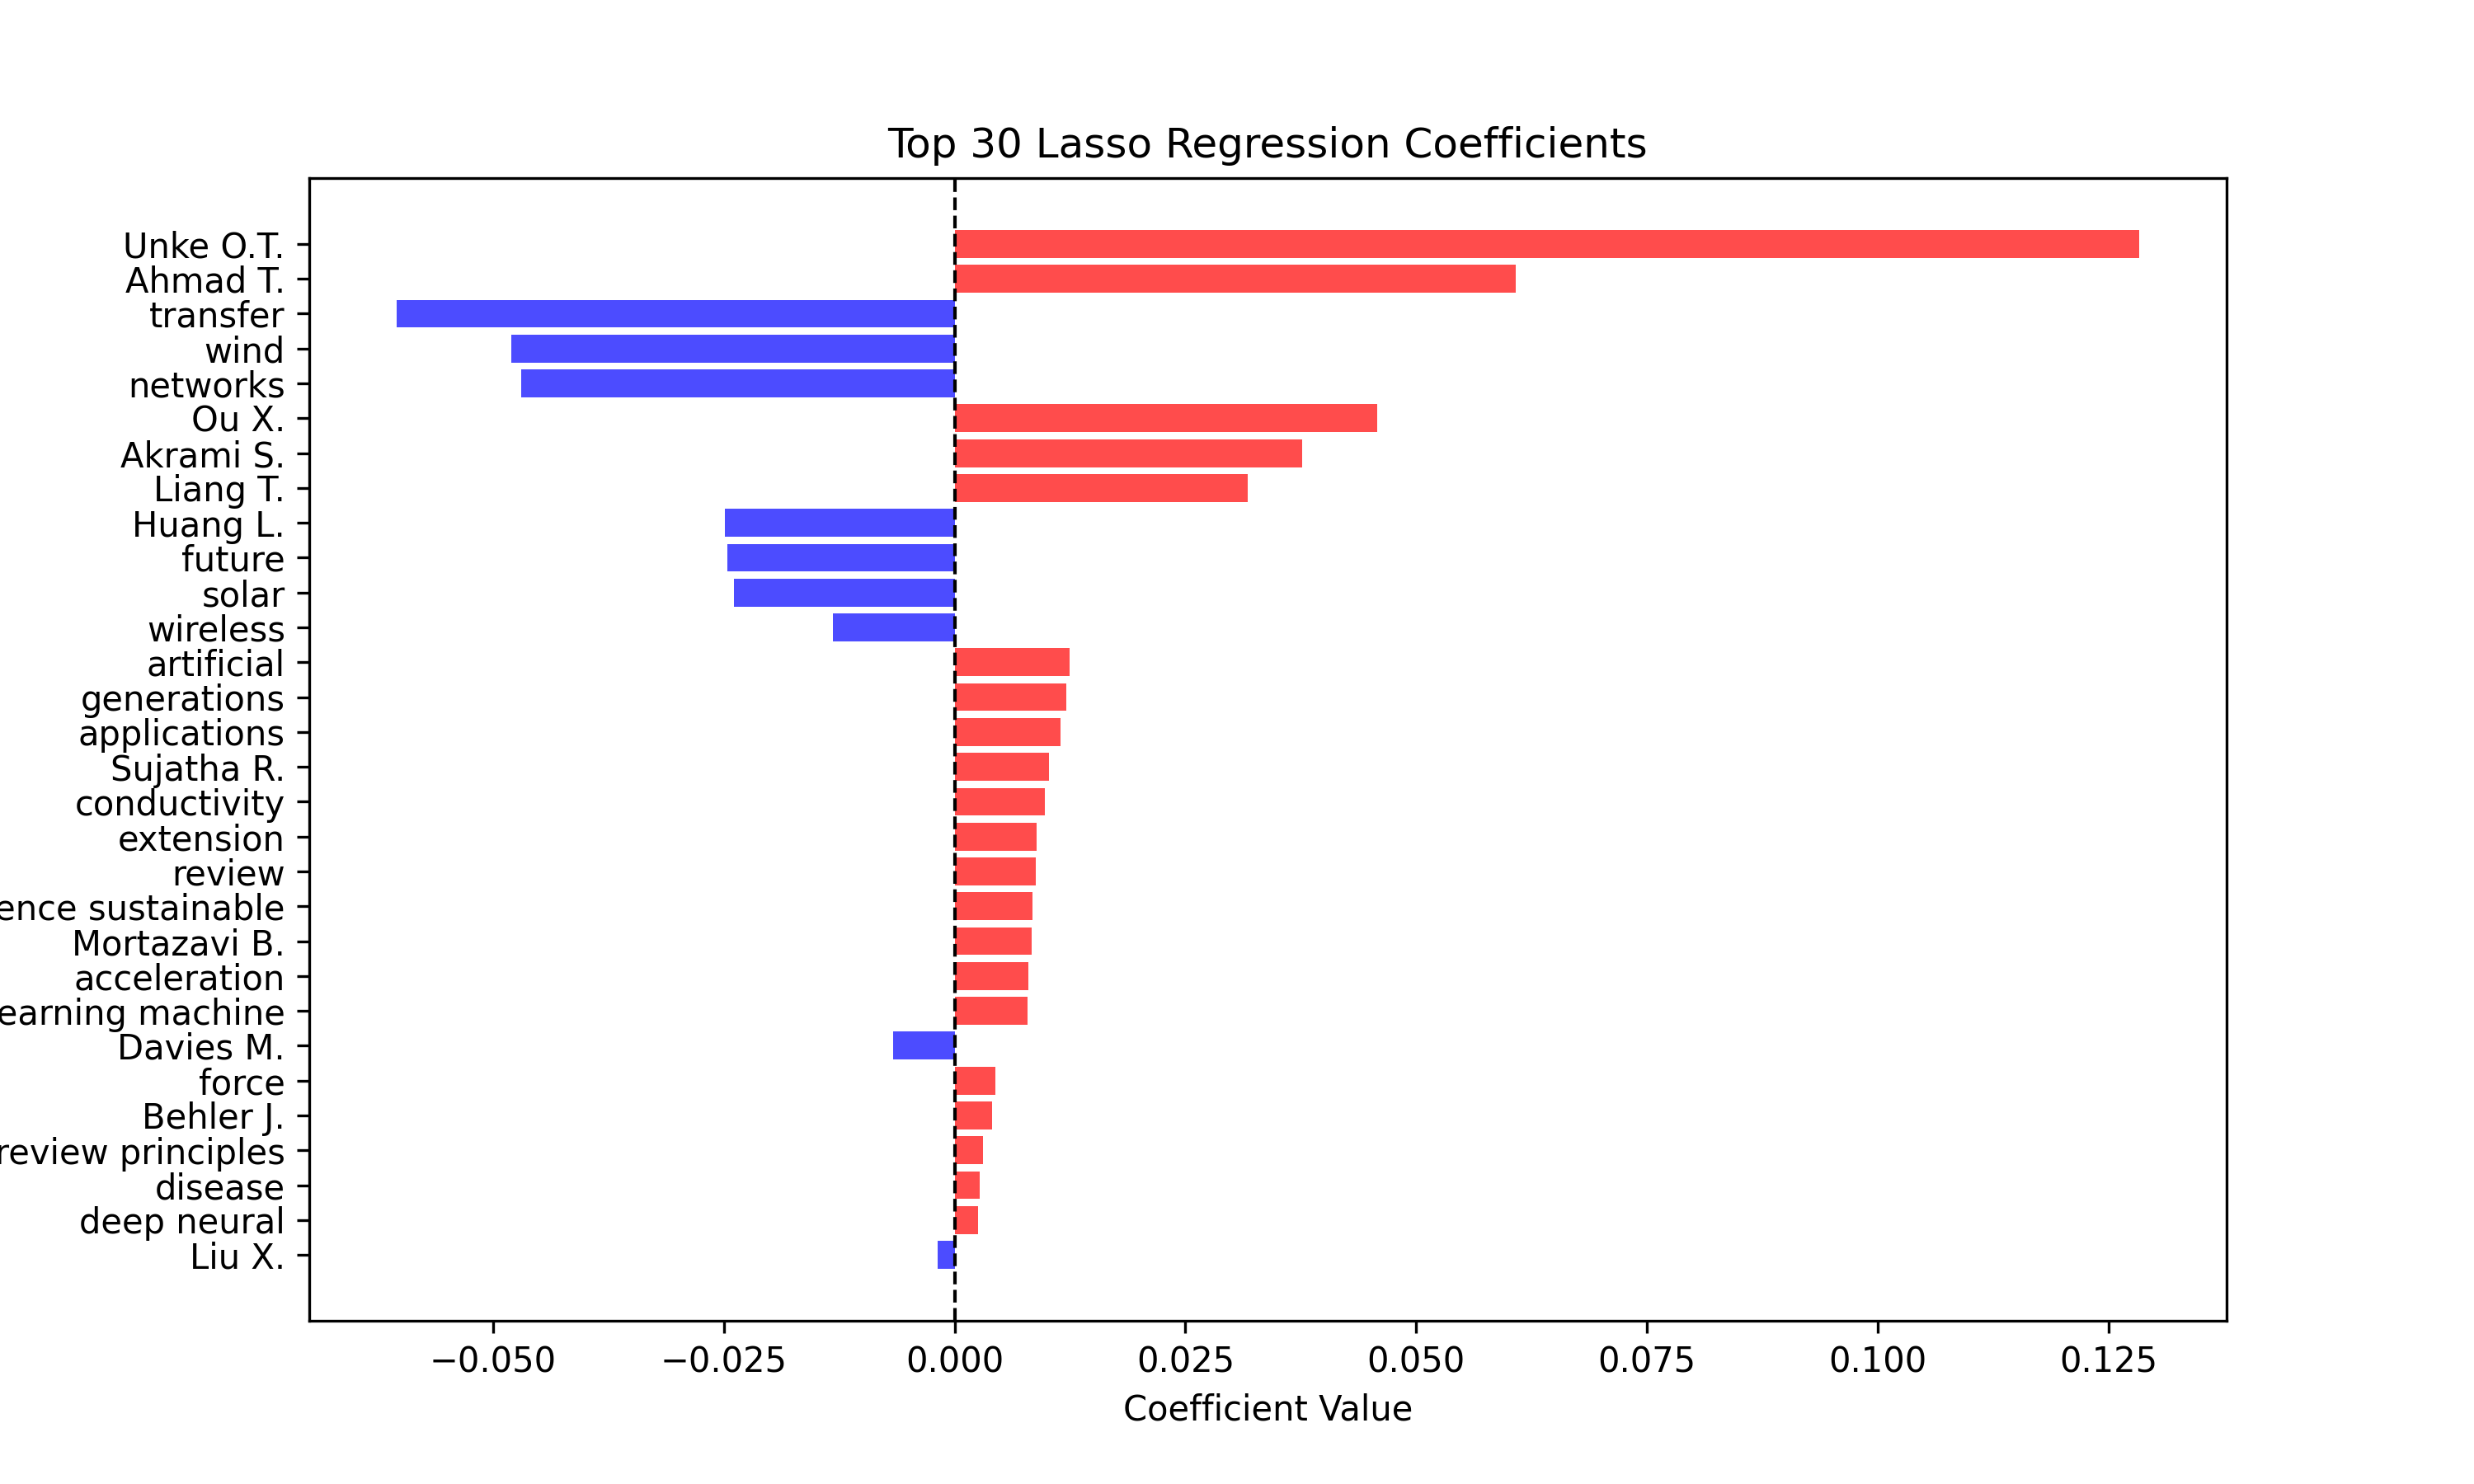 Top 30 Lasso Regression Coefficients
Unke O.T.
Ahmad T.
transfer
wind
networks
Ou X.
Akrami S.
Liang T.
Huang L.
future
solar
wireless
artificial
generations
applications
Sujatha R.
conductivity
extension
review
ence sustainable
Mortazavi B.
acceleration
earning machine
Davies M.
force
Behler J.
review principles
disease
deep neural
Liu X.
−0.050 −0.025 0.000 0.025 0.050 0.075 0.100 0.125
Coefficient Value